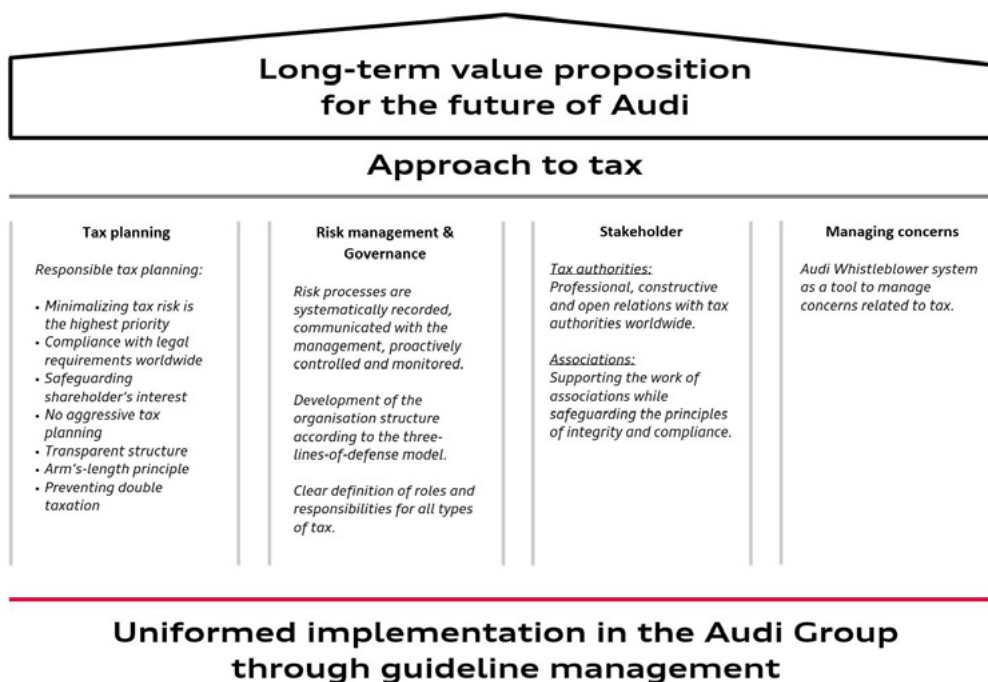 Long-term value proposition
for the future of Audi
Approach to tax
Tax planning
Responsible tax planning:
• Minimalizing tax risk is
the highest priority
• Compliance with legal
requirements worldwide
• Safeguarding
shareholder's interest
• No aggressive tax
planning
• Transparent structure
• Arm's-length principle
• Preventing double
taxation
Risk management &
Governance
Risk processes are
systematically recorded,
communicated with the
management, proactively
controlled and monitored.
Development of the
organisation structure
according to the three-
lines-of-defense model.
Clear definition of roles and
responsibilities for all types
of tax.
Stakeholder
Tax authorities:
Professional, constructive
and open relations with tax
authorities worldwide.
Associations:
Supporting the work of
associations while
safeguarding the principles
of integrity and compliance.
Managing concerns
Audi Whistleblower system
as a tool to manage
concerns related to tax.
Uniformed implementation in the Audi Group
through guideline management